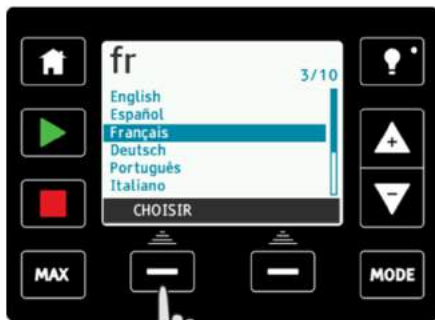 fr
3/10
English
Español
Français
Deutsch
Português
Italiano
CHOISIR
MAX
MODE